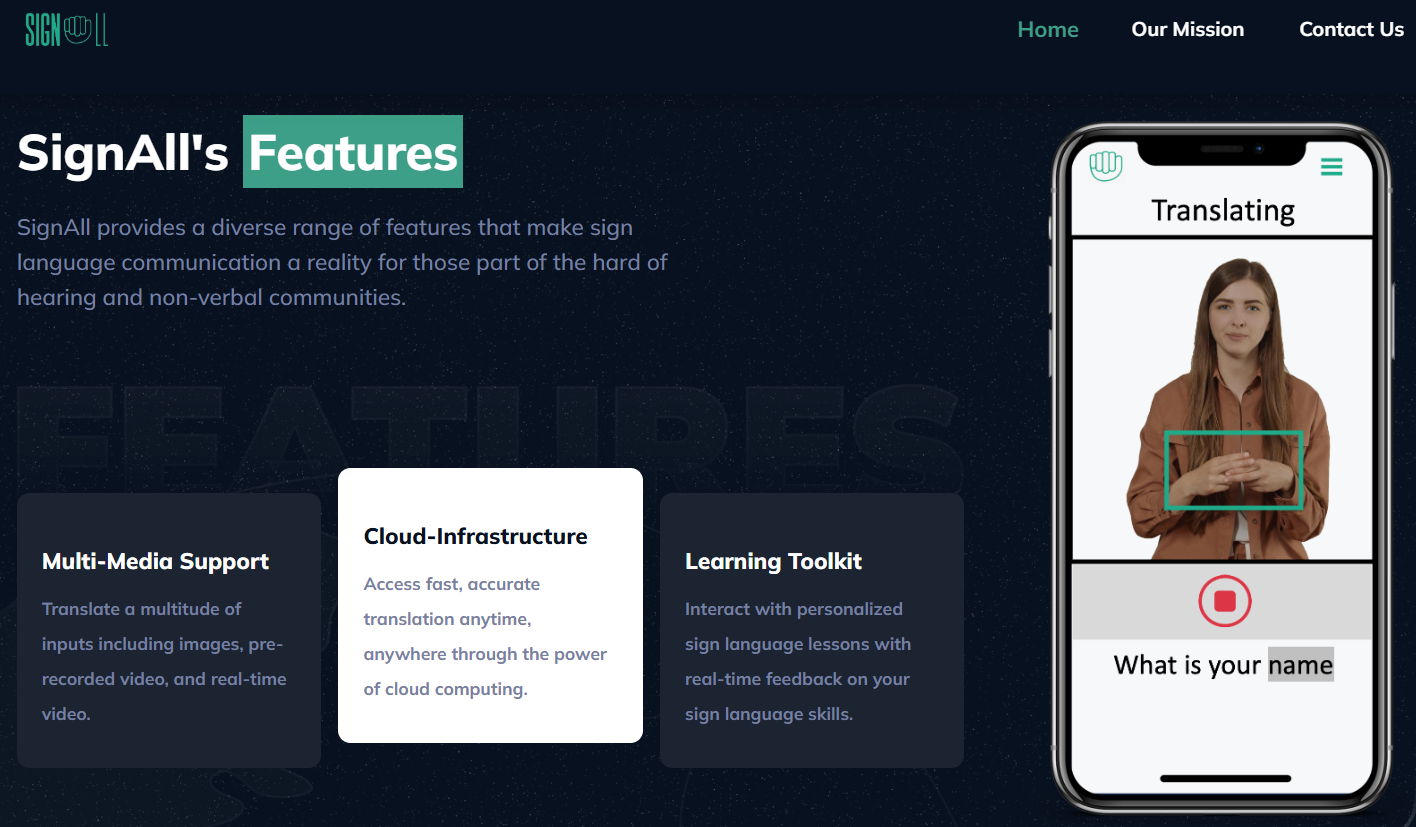 SIGN ll
Home
Our Mission
Contact Us
SignAll's Features
SignAll provides a diverse range of features that make sign
language communication a reality for those part of the hard of
hearing and non-verbal communities.
FEATURES
Multi-Media Support
Translate a multitude of
inputs including images, pre-
recorded video, and real-time
video.
Cloud-Infrastructure
Access fast, accurate
translation anytime,
anywhere through the power
of cloud computing.
Learning Toolkit
Interact with personalized
sign language lessons with
real-time feedback on your
sign language skills.
Translating
What is your name